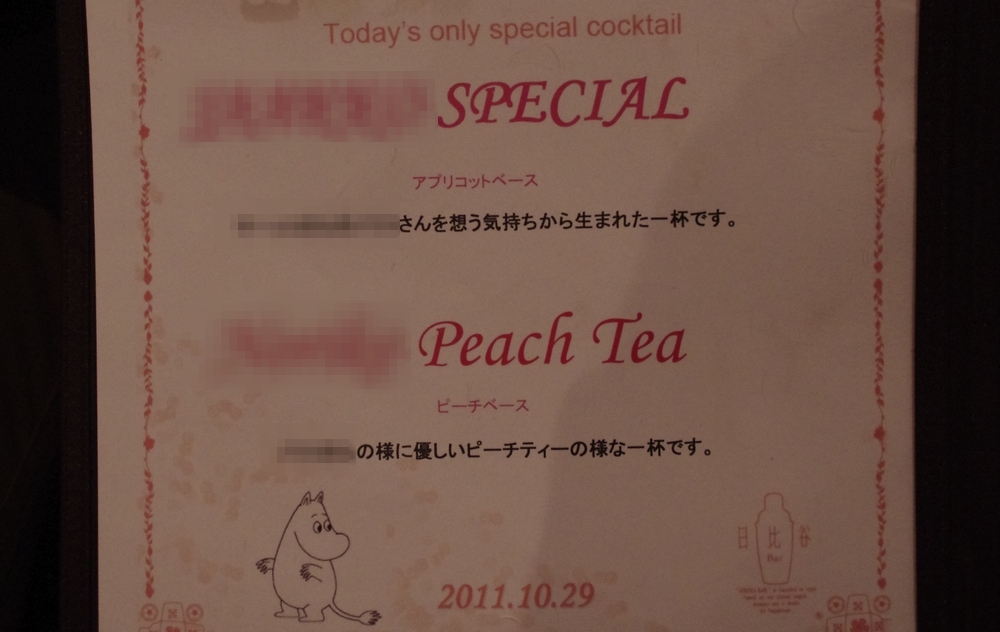 Today's only special cocktail
SPECIAL
アプリコットベース
さんを想う気持ちから生まれた一杯です。
Peach Tea
ピーチベース
の様に優しいピーチティーの様な一杯です。
日比谷
Bar
2011.10.29